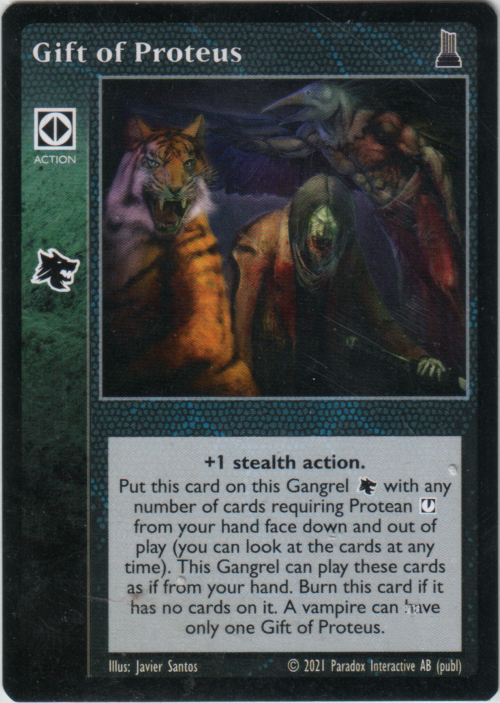 Gift of Proteus
ACTION
+1 stealth action.
Put this card on this Gangrel with any
number of cards requiring Protean
from your hand face down and out of
play (you can look at the cards at any
time). This Gangrel can play these cards
as if from your hand. Burn this card if it
has no cards on it. A vampire can have
only one Gift of Proteus.
Illus: Javier Santos © 2021 Paradox Interactive AB (publ)